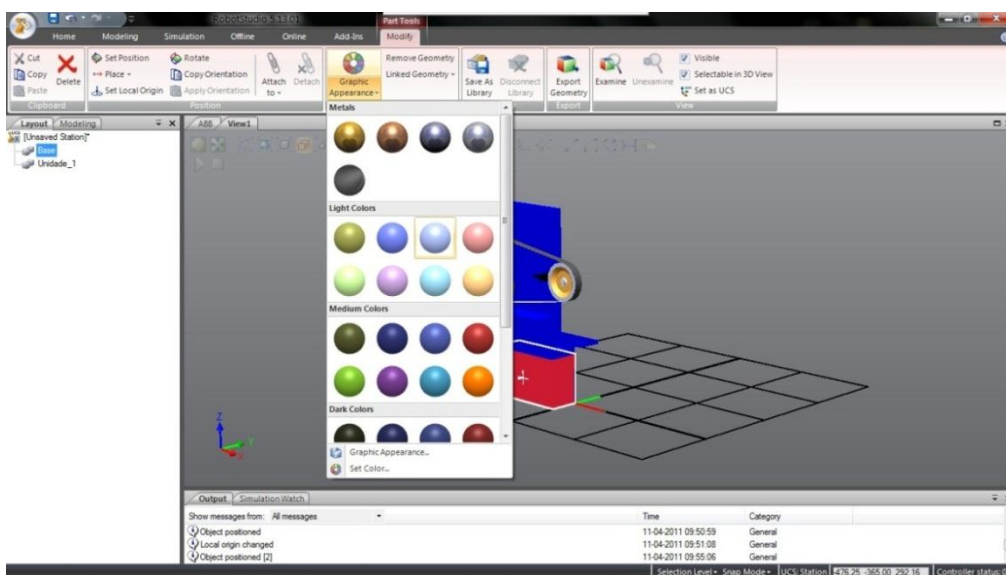 RobotStudio 5.13.01
Part Tools
Home Modeling Simulation Offline Online Add-Ins Modify
Cut
Copy
Paste
Delete
Clipboard
Set Position
Place
Set Local Origin
Rotate
Copy Orientation
Apply Orientation
Attach to
Detach
Position
Graphic Appearance
Remove Geometry
Linked Geometry
Save As Library
Disconnect Library
Library
Export Geometry
Export
Examine
Unexamine
Visible
Selectable in 3D View
Set as UCS
View
Layout Modeling
[Unsaved Station]*
Base
Unidade_1
ABB View1
Metals
Light Colors
Medium Colors
Dark Colors
Graphic Appearance...
Set Color...
Z
Y
X
Output Simulation Watch
Show messages from: All messages Time Category
Object positioned 11-04-2011 09:50:59 General
Local origin changed 11-04-2011 09:51:08 General
Object positioned [2] 11-04-2011 09:55:06 General
Selection Level Snap Mode UCS: Station 476.25 -365.00 292.16 Controller status: